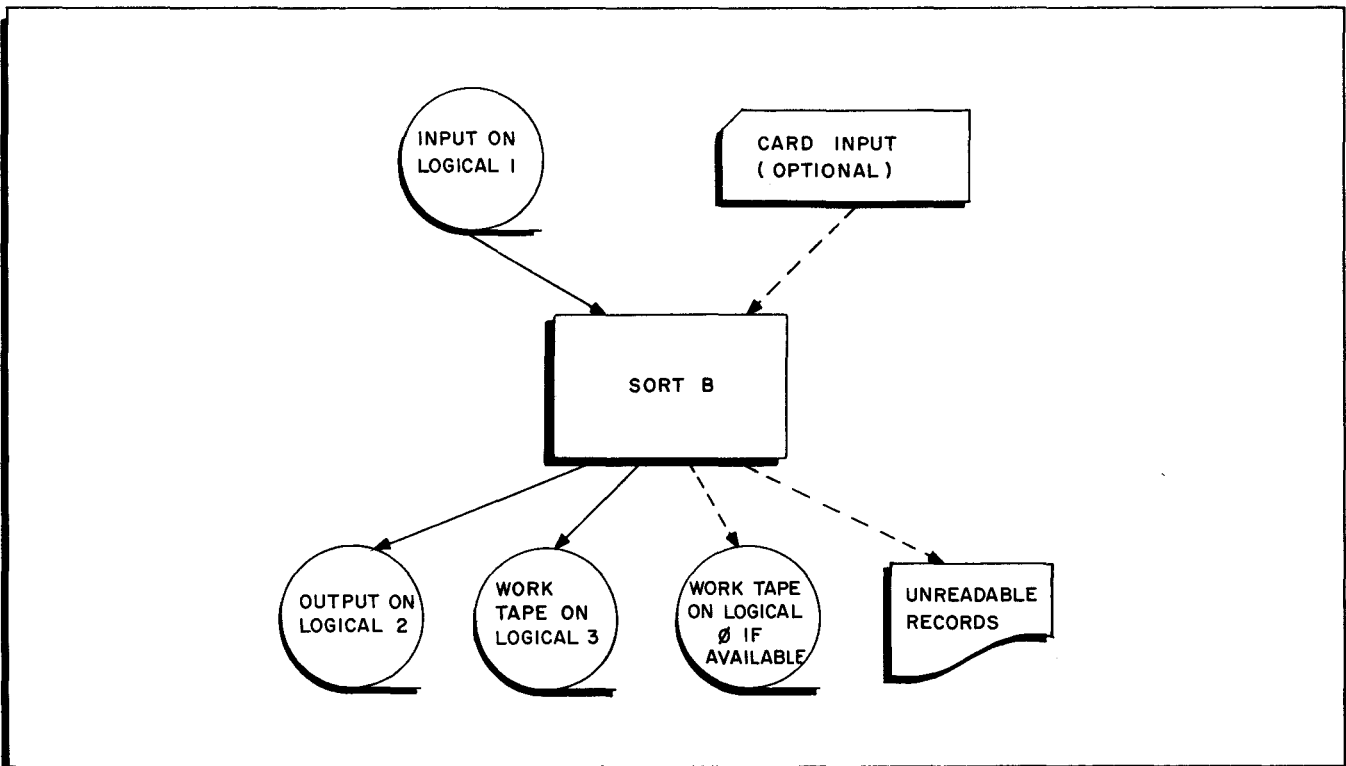 INPUT ON
LOGICAL 1
CARD INPUT
( OPTIONAL )
SORT B
OUTPUT ON
LOGICAL 2
WORK
TAPE ON
LOGICAL 3
WORK TAPE
ON LOGICAL
Ø IF
AVAILABLE
UNREADABLE
RECORDS